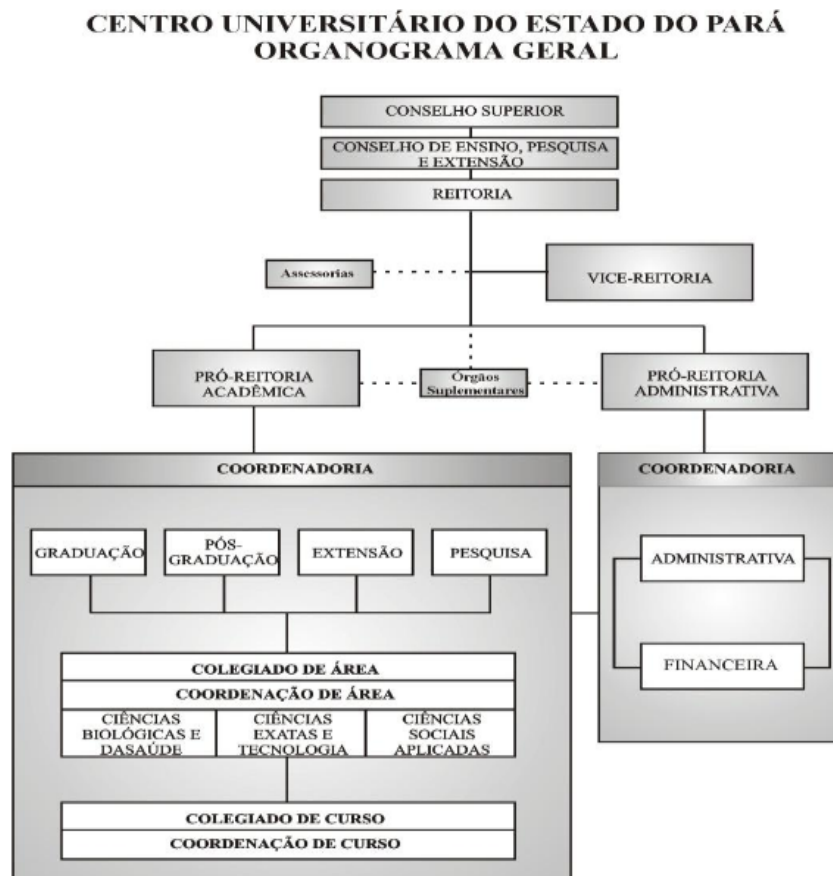 CENTRO UNIVERSITÁRIO DO ESTADO DO PARÁ
ORGANOGRAMA GERAL
CONSELHO SUPERIOR
CONSELHO DE ENSINO, PESQUISA
E EXTENSÃO
REITORIA
Assessorias
VICE-REITORIA
PRÓ-REITORIA
ACADÊMICA
Órgãos
Suplementares
PRÓ-REITORIA
ADMINISTRATIVA
COORDENADORIA
GRADUAÇÃO
PÓS-
GRADUAÇÃO
EXTENSÃO
PESQUISA
COLEGIADO DE ÁREA
COORDENAÇÃO DE ÁREA
CIÊNCIAS
BIOLÓGICAS E
DASAÚDE
CIÊNCIAS
EXATAS E
TECNOLOGIA
CIÊNCIAS
SOCIAIS
APLICADAS
COLEGIADO DE CURSO
COORDENAÇÃO DE CURSO
COORDENADORIA
ADMINISTRATIVA
FINANCEIRA